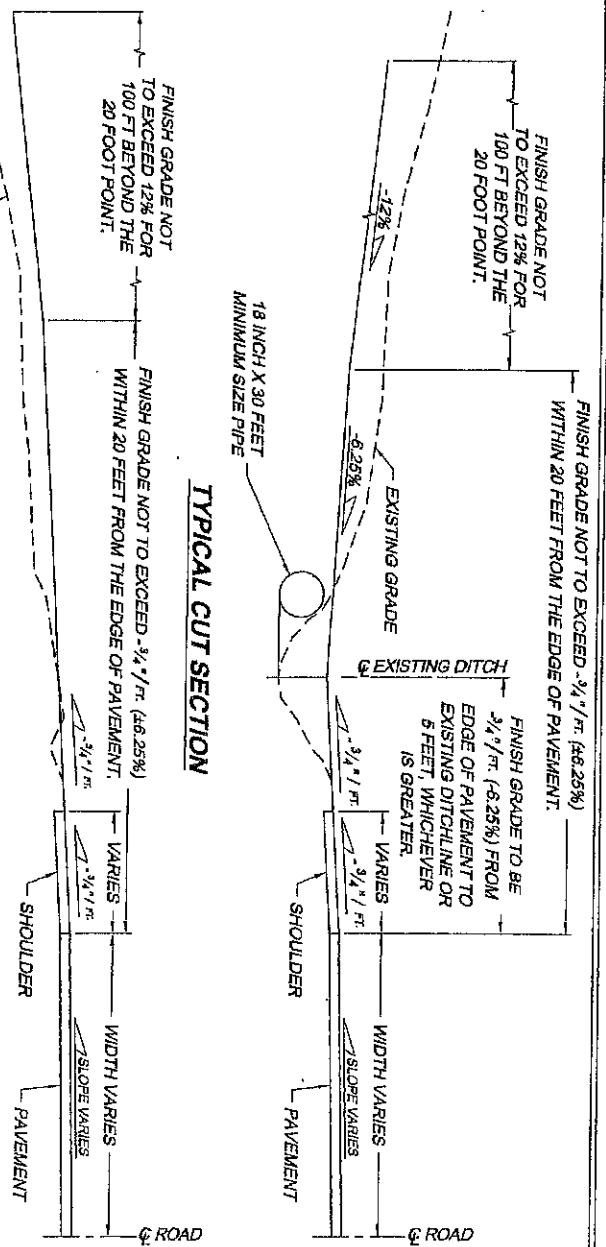 FINISH GRADE NOT
TO EXCEED 12% FOR
100 FT BEYOND THE
20 FOOT POINT.
FINISH GRADE NOT TO EXCEED -3/4"/FT. (±6.25%)
WITHIN 20 FEET FROM THE EDGE OF PAVEMENT.
-12%
-6.25%
EXISTING GRADE
18 INCH X 30 FEET
MINIMUM SIZE PIPE
℄ EXISTING DITCH
FINISH GRADE TO BE
-3/4"/FT. (-6.25%) FROM
EDGE OF PAVEMENT TO
EXISTING DITCHLINE OR
5 FEET, WHICHEVER
IS GREATER.
-3/4"/FT.
VARIES
-3/4"/FT.
SHOULDER
WIDTH VARIES
SLOPE VARIES
PAVEMENT
℄ ROAD
TYPICAL CUT SECTION
FINISH GRADE NOT
TO EXCEED 12% FOR
100 FT BEYOND THE
20 FOOT POINT.
FINISH GRADE NOT TO EXCEED -3/4"/FT. (±6.25%)
WITHIN 20 FEET FROM THE EDGE OF PAVEMENT.
-3/4"/FT.
VARIES
-3/4"/FT.
SHOULDER
WIDTH VARIES
SLOPE VARIES
PAVEMENT
℄ ROAD